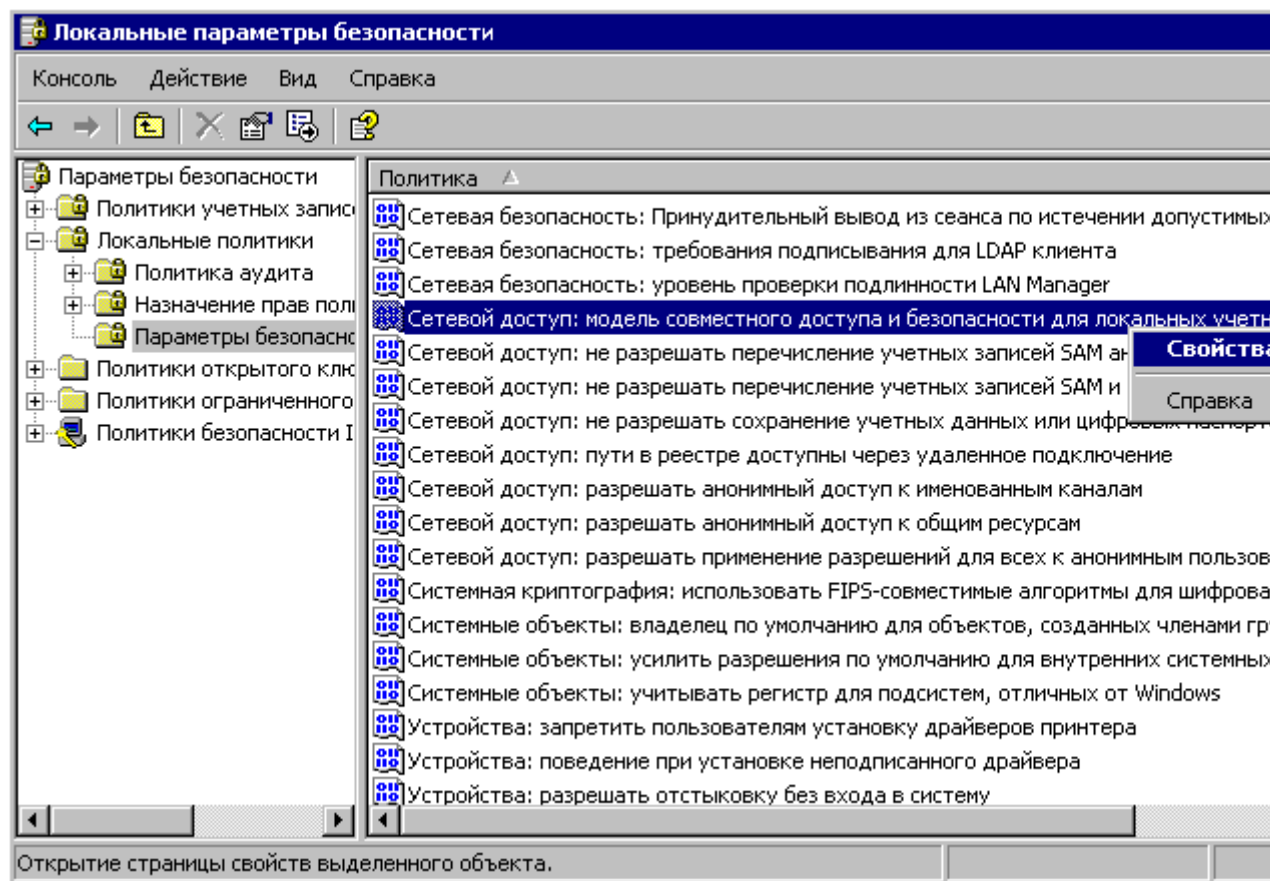 Локальные параметры безопасности
Консоль Действие Вид Справка
Параметры безопасности
Политики учетных запис
Локальные политики
Политика аудита
Назначение прав пол
Параметры безопасно
Политики открытого клю
Политики ограниченного
Политики безопасности I
Политика
Сетевая безопасность: Принудительный вывод из сеанса по истечении допустимых
Сетевая безопасность: требования подписывания для LDAP клиента
Сетевая безопасность: уровень проверки подлинности LAN Manager
Сетевой доступ: модель совместного доступа и безопасности для локальных учетн
Сетевой доступ: не разрешать перечисление учетных записей SAM ан
Сетевой доступ: не разрешать перечисление учетных записей SAM и
Сетевой доступ: не разрешать сохранение учетных данных или цифровых паспорт
Сетевой доступ: пути в реестре доступны через удаленное подключение
Сетевой доступ: разрешать анонимный доступ к именованным каналам
Сетевой доступ: разрешать анонимный доступ к общим ресурсам
Сетевой доступ: разрешать применение разрешений для всех к анонимным пользов
Системная криптография: использовать FIPS-совместимые алгоритмы для шифрова
Системные объекты: владелец по умолчанию для объектов, созданных членами гр
Системные объекты: усилить разрешения по умолчанию для внутренних системных
Системные объекты: учитывать регистр для подсистем, отличных от Windows
Устройства: запретить пользователям установку драйверов принтера
Устройства: поведение при установке неподписанного драйвера
Устройства: разрешать отстыковку без входа в систему
Свойства
Справка
Открытие страницы свойств выделенного объекта.